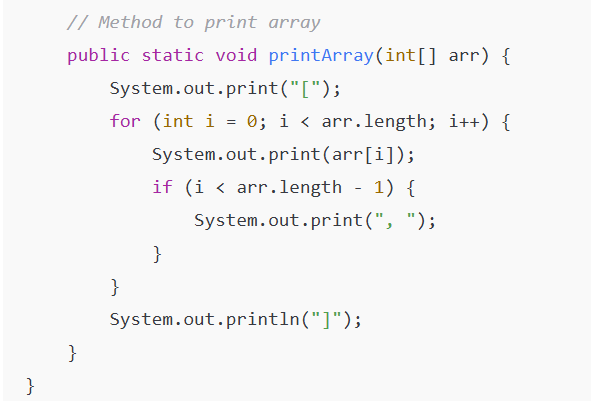 // Method to print array
public static void printArray(int[] arr) {
System.out.print("[");
for (int i = 0; i < arr.length; i++) {
System.out.print(arr[i]);
if (i < arr.length - 1) {
System.out.print(", ");
}
}
System.out.println("]");
}
}